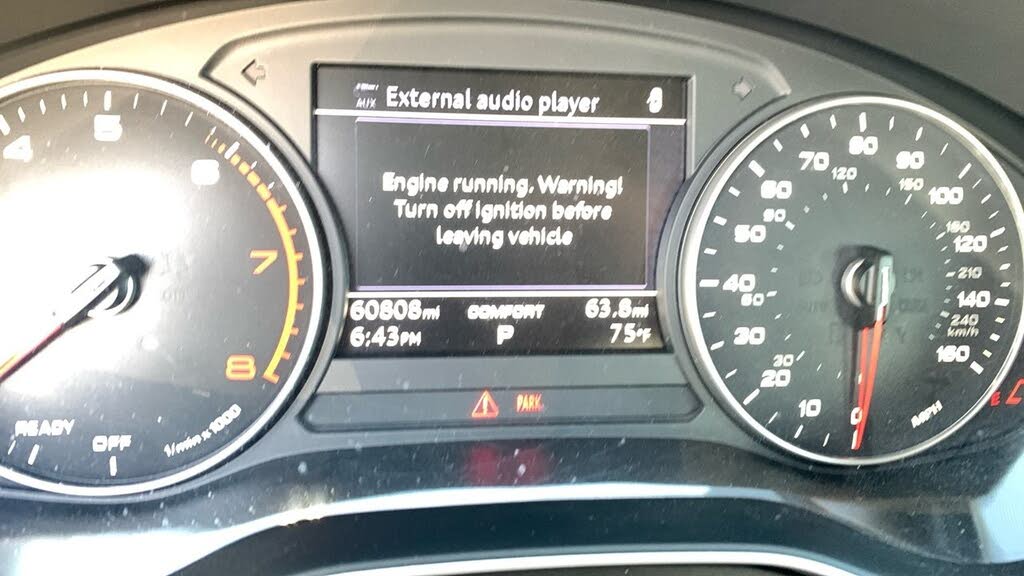 External audio player
MIX
Engine running. Warning!
Turn off ignition before
leaving vehicle
60808mi COMFORT 63.8mi
6:43PM P 75°F
PARK
4 5 6 7 8
READY OFF 1/min x 1000
0 10 20 30 40 50 60 70 80 90 100 120 140 160
30 60 90 120 150 180 210 240
km/h
MPH